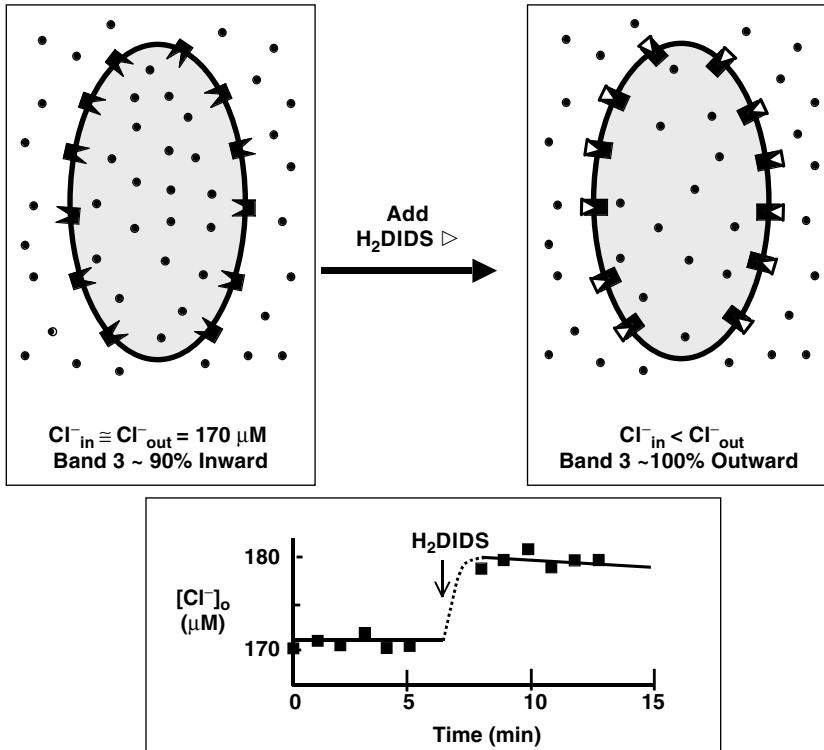 Add
H₂DIDS ▷
Cl⁻in ≅ Cl⁻out = 170 μM
Band 3 ~ 90% Inward
Cl⁻in < Cl⁻out
Band 3 ~100% Outward
H₂DIDS
180
[Cl⁻]o
(μM)
170
0 5 10 15
Time (min)